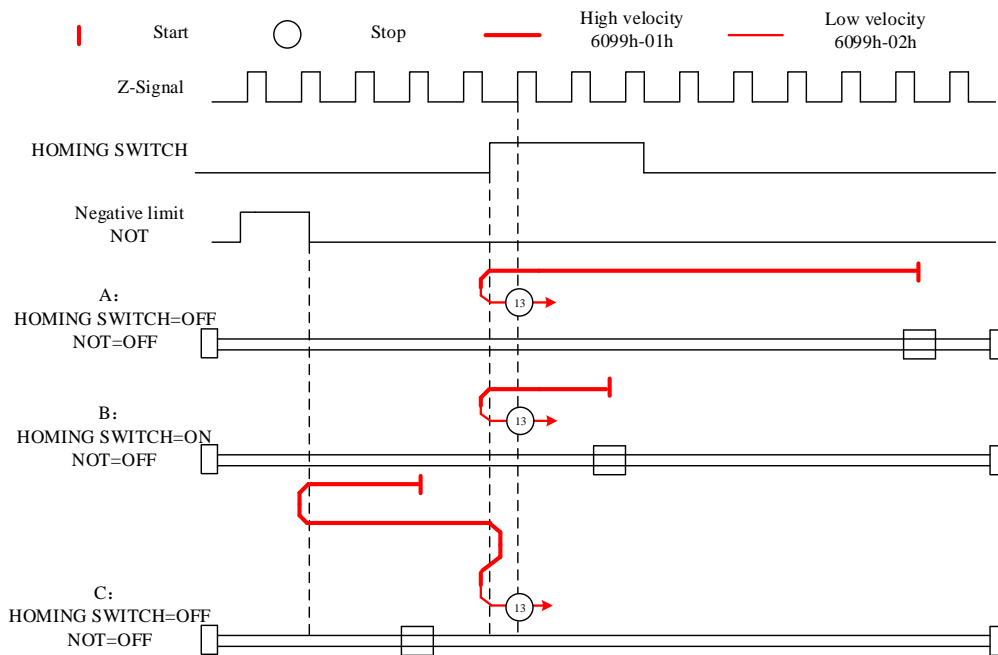 Start
Stop
High velocity
6099h-01h
Low velocity
6099h-02h
Z-Signal
HOMING SWITCH
Negative limit
NOT
A：
HOMING SWITCH=OFF
NOT=OFF
13
B：
HOMING SWITCH=ON
NOT=OFF
13
C：
HOMING SWITCH=OFF
NOT=OFF
13